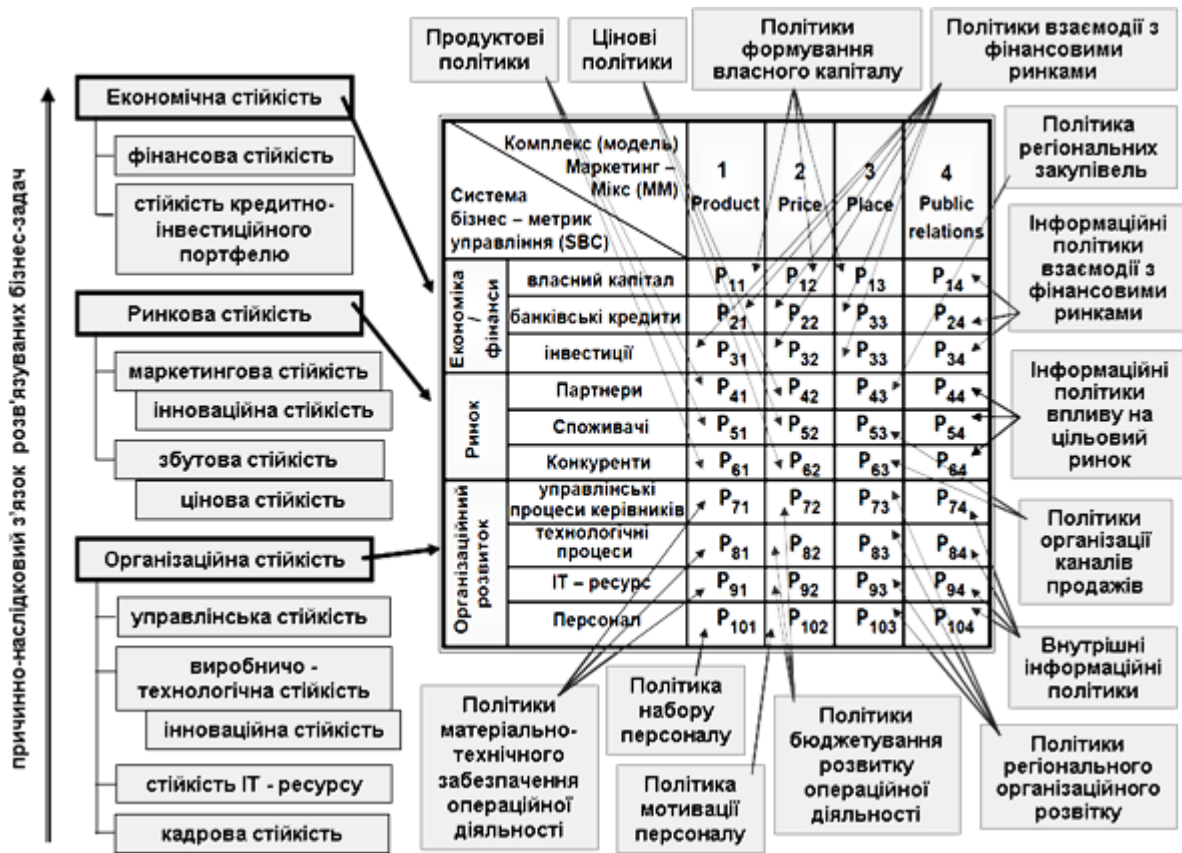 причинно-наслідковий з'язок розв'язуваних бізнес-задач
Економічна стійкість
фінансова стійкість
стійкість кредитно-
інвестиційного
портфелю
Ринкова стійкість
маркетингова стійкість
інноваційна стійкість
збутова стійкість
цінова стійкість
Організаційна стійкість
управлінська стійкість
виробничо -
технологічна стійкість
інноваційна стійкість
стійкість ІТ - ресурсу
кадрова стійкість
Продуктові
політики
Цінові
політики
Політики
формування
власного капіталу
Політики взаємодії з
фінансовими
ринками
Комплекс (модель)
Маркетинг –
Мікс (ММ)
Система
бізнес – метрик
управління (SBC)
1
Product
2
Price
3
Place
4
Public
relations
Економіка
/
фінанси
власний капітал P11 P12 P13 P14
банківські кредити P21 P22 P33 P24
інвестиції P31 P32 P33 P34
Ринок
Партнери P41 P42 P43 P44
Споживачі P51 P52 P53 P54
Конкуренти P61 P62 P63 P64
Організаційний
розвиток
управлінські
процеси керівників P71 P72 P73 P74
технологічні
процеси P81 P82 P83 P84
ІТ – ресурс P91 P92 P93 P94
Персонал P101 P102 P103 P104
Політика
регіональних
закупівель
Інформаційні
політики
взаємодії з
фінансовими
ринками
Інформаційні
політики
впливу на
цільовий
ринок
Політики
організації
каналів
продажів
Внутрішні
інформаційні
політики
Політики
матеріально-
технічного
забезпачення
операційної
діяльності
Політика
набору
персоналу
Політика
мотивації
персоналу
Політики
бюджетування
розвитку
операційної
діяльності
Політики
регіонального
організаційного
розвітку